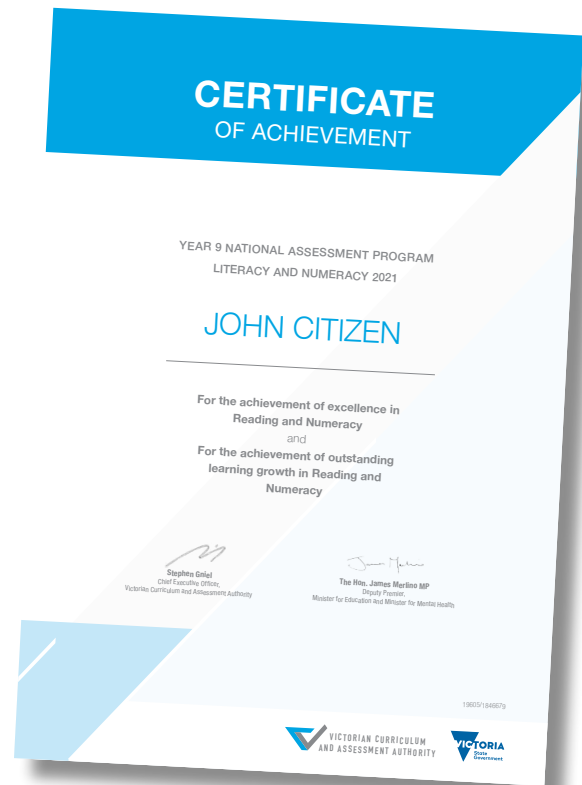 CERTIFICATE
OF ACHIEVEMENT
YEAR 9 NATIONAL ASSESSMENT PROGRAM
LITERACY AND NUMERACY 2021
JOHN CITIZEN
For the achievement of excellence in
Reading and Numeracy
and
For the achievement of outstanding
learning growth in Reading and
Numeracy
Stephen Gniel
Chief Executive Officer,
Victorian Curriculum and Assessment Authority
The Hon. James Merlino MP
Deputy Premier,
Minister for Education and Minister for Mental Health
19605/1846679
VICTORIAN CURRICULUM
AND ASSESSMENT AUTHORITY
VICTORIA
State
Government